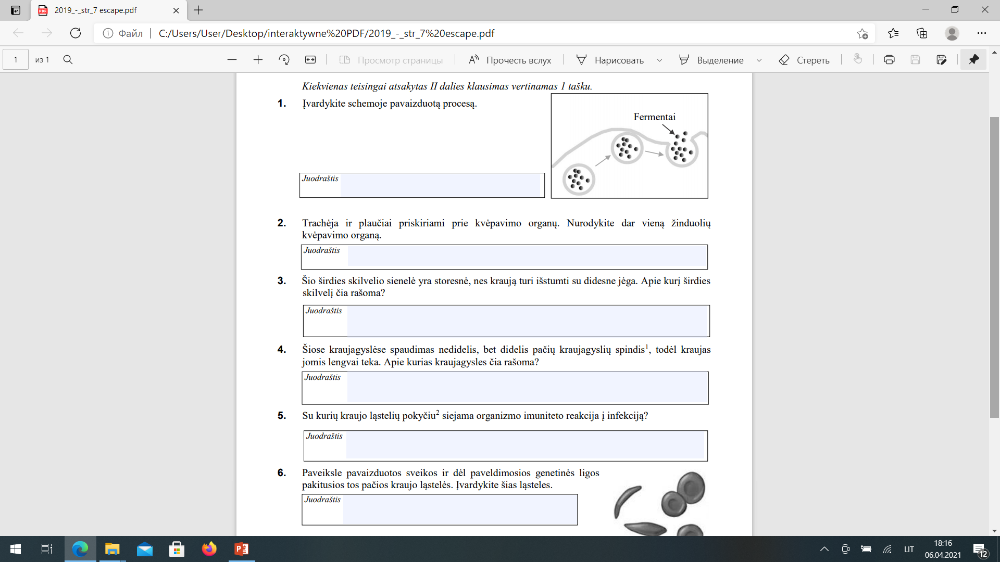 2019_-_str_7 escape.pdf
Файл
C:/Users/User/Desktop/interaktywne%20PDF/2019_-_str_7%20escape.pdf
1 из 1
Просмотр страницы
Прочесть вслух
Нарисовать
Выделение
Стереть
Kiekvienas teisingai atsakytas II dalies klausimas vertinamas 1 tašku.
1. Įvardykite schemoje pavaizduotą procesą.
Fermentai
Juodraštis
2. Trachėja ir plaučiai priskiriami prie kvėpavimo organų. Nurodykite dar vieną žinduolių
kvėpavimo organą.
Juodraštis
3. Šio širdies skilvelio sienelė yra storesnė, nes kraują turi išstumti su didesne jėga. Apie kurį širdies
skilvelį čia rašoma?
Juodraštis
4. Šiose kraujagyslėse spaudimas nedidelis, bet didelis pačių kraujagyslių spindis1, todėl kraujas
jomis lengvai teka. Apie kurias kraujagysles čia rašoma?
Juodraštis
5. Su kurių kraujo ląstelių pokyčiu2 siejama organizmo imuniteto reakcija į infekciją?
Juodraštis
6. Paveiksle pavaizduotos sveikos ir dėl paveldimosios genetinės ligos
pakitusios tos pačios kraujo ląstelės. Įvardykite šias ląsteles.
Juodraštis
LIT
18:16
06.04.2021
12